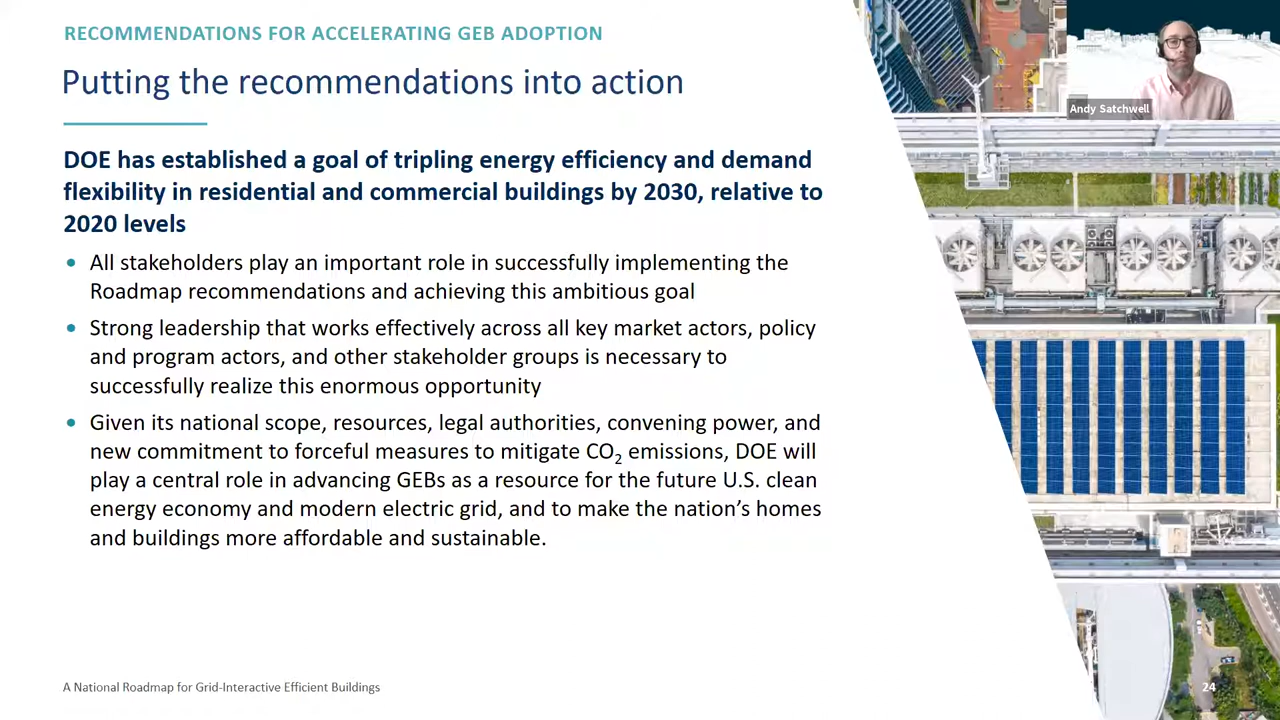 RECOMMENDATIONS FOR ACCELERATING GEB ADOPTION
Putting the recommendations into action
DOE has established a goal of tripling energy efficiency and demand
flexibility in residential and commercial buildings by 2030, relative to
2020 levels
• All stakeholders play an important role in successfully implementing the
Roadmap recommendations and achieving this ambitious goal
• Strong leadership that works effectively across all key market actors, policy
and program actors, and other stakeholder groups is necessary to
successfully realize this enormous opportunity
• Given its national scope, resources, legal authorities, convening power, and
new commitment to forceful measures to mitigate CO₂ emissions, DOE will
play a central role in advancing GEBs as a resource for the future U.S. clean
energy economy and modern electric grid, and to make the nation’s homes
and buildings more affordable and sustainable.
Andy Satchwell
A National Roadmap for Grid-Interactive Efficient Buildings
24